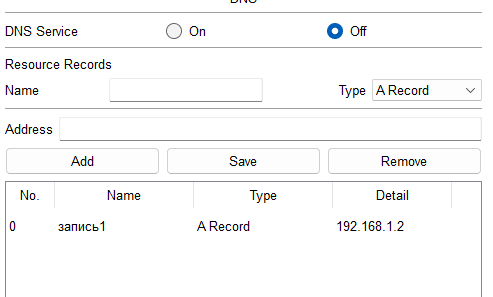 DNS
DNS Service On Off
Resource Records
Name Type A Record
Address
Add Save Remove
No. Name Type Detail
0 запись1 A Record 192.168.1.2